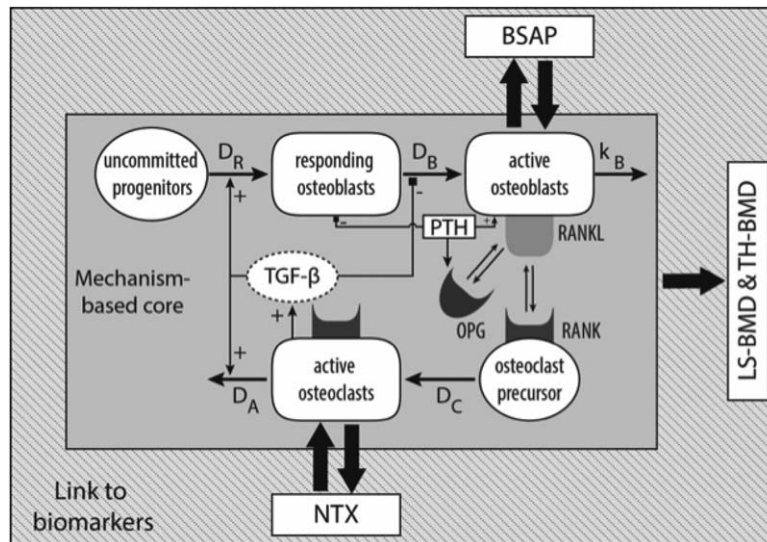 BSAP
uncommitted
progenitors
D_R
+
responding
osteoblasts
D_B
-
active
osteoblasts
k_B
-
PTH
+
RANKL
LS-BMD & TH-BMD
Mechanism-
based core
TGF-β
OPG
RANK
+
+
active
osteoclasts
osteoclast
precursor
D_A
D_C
Link to
biomarkers
NTX